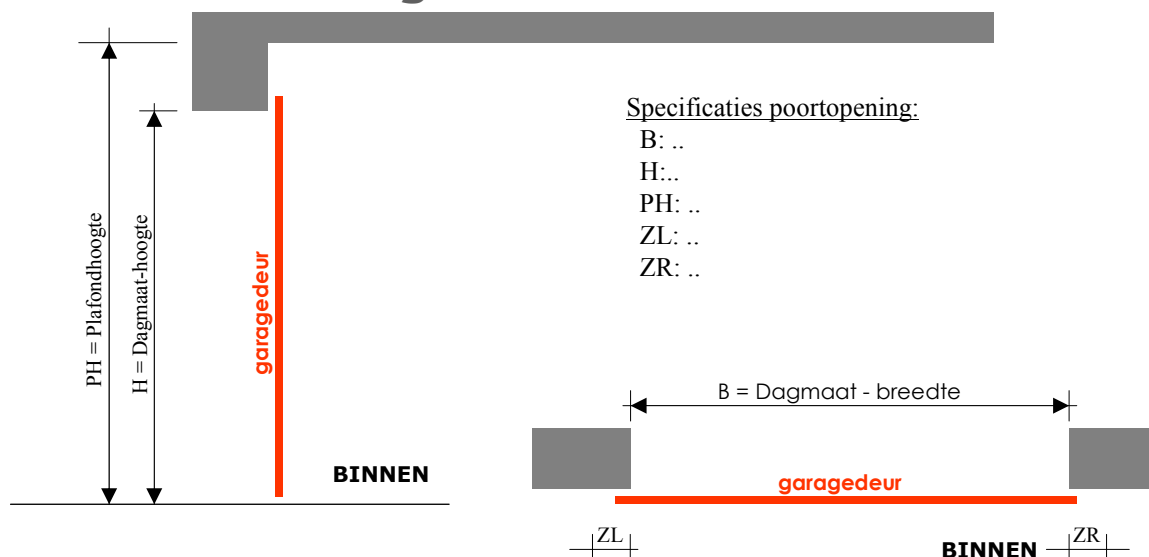 PH = Plafondhoogte
H = Dagmaat-hoogte
garagedeur
BINNEN
Specificaties poortopening:
B: ..
H:..
PH: ..
ZL: ..
ZR: ..
B = Dagmaat - breedte
garagedeur
ZL
BINNEN
ZR